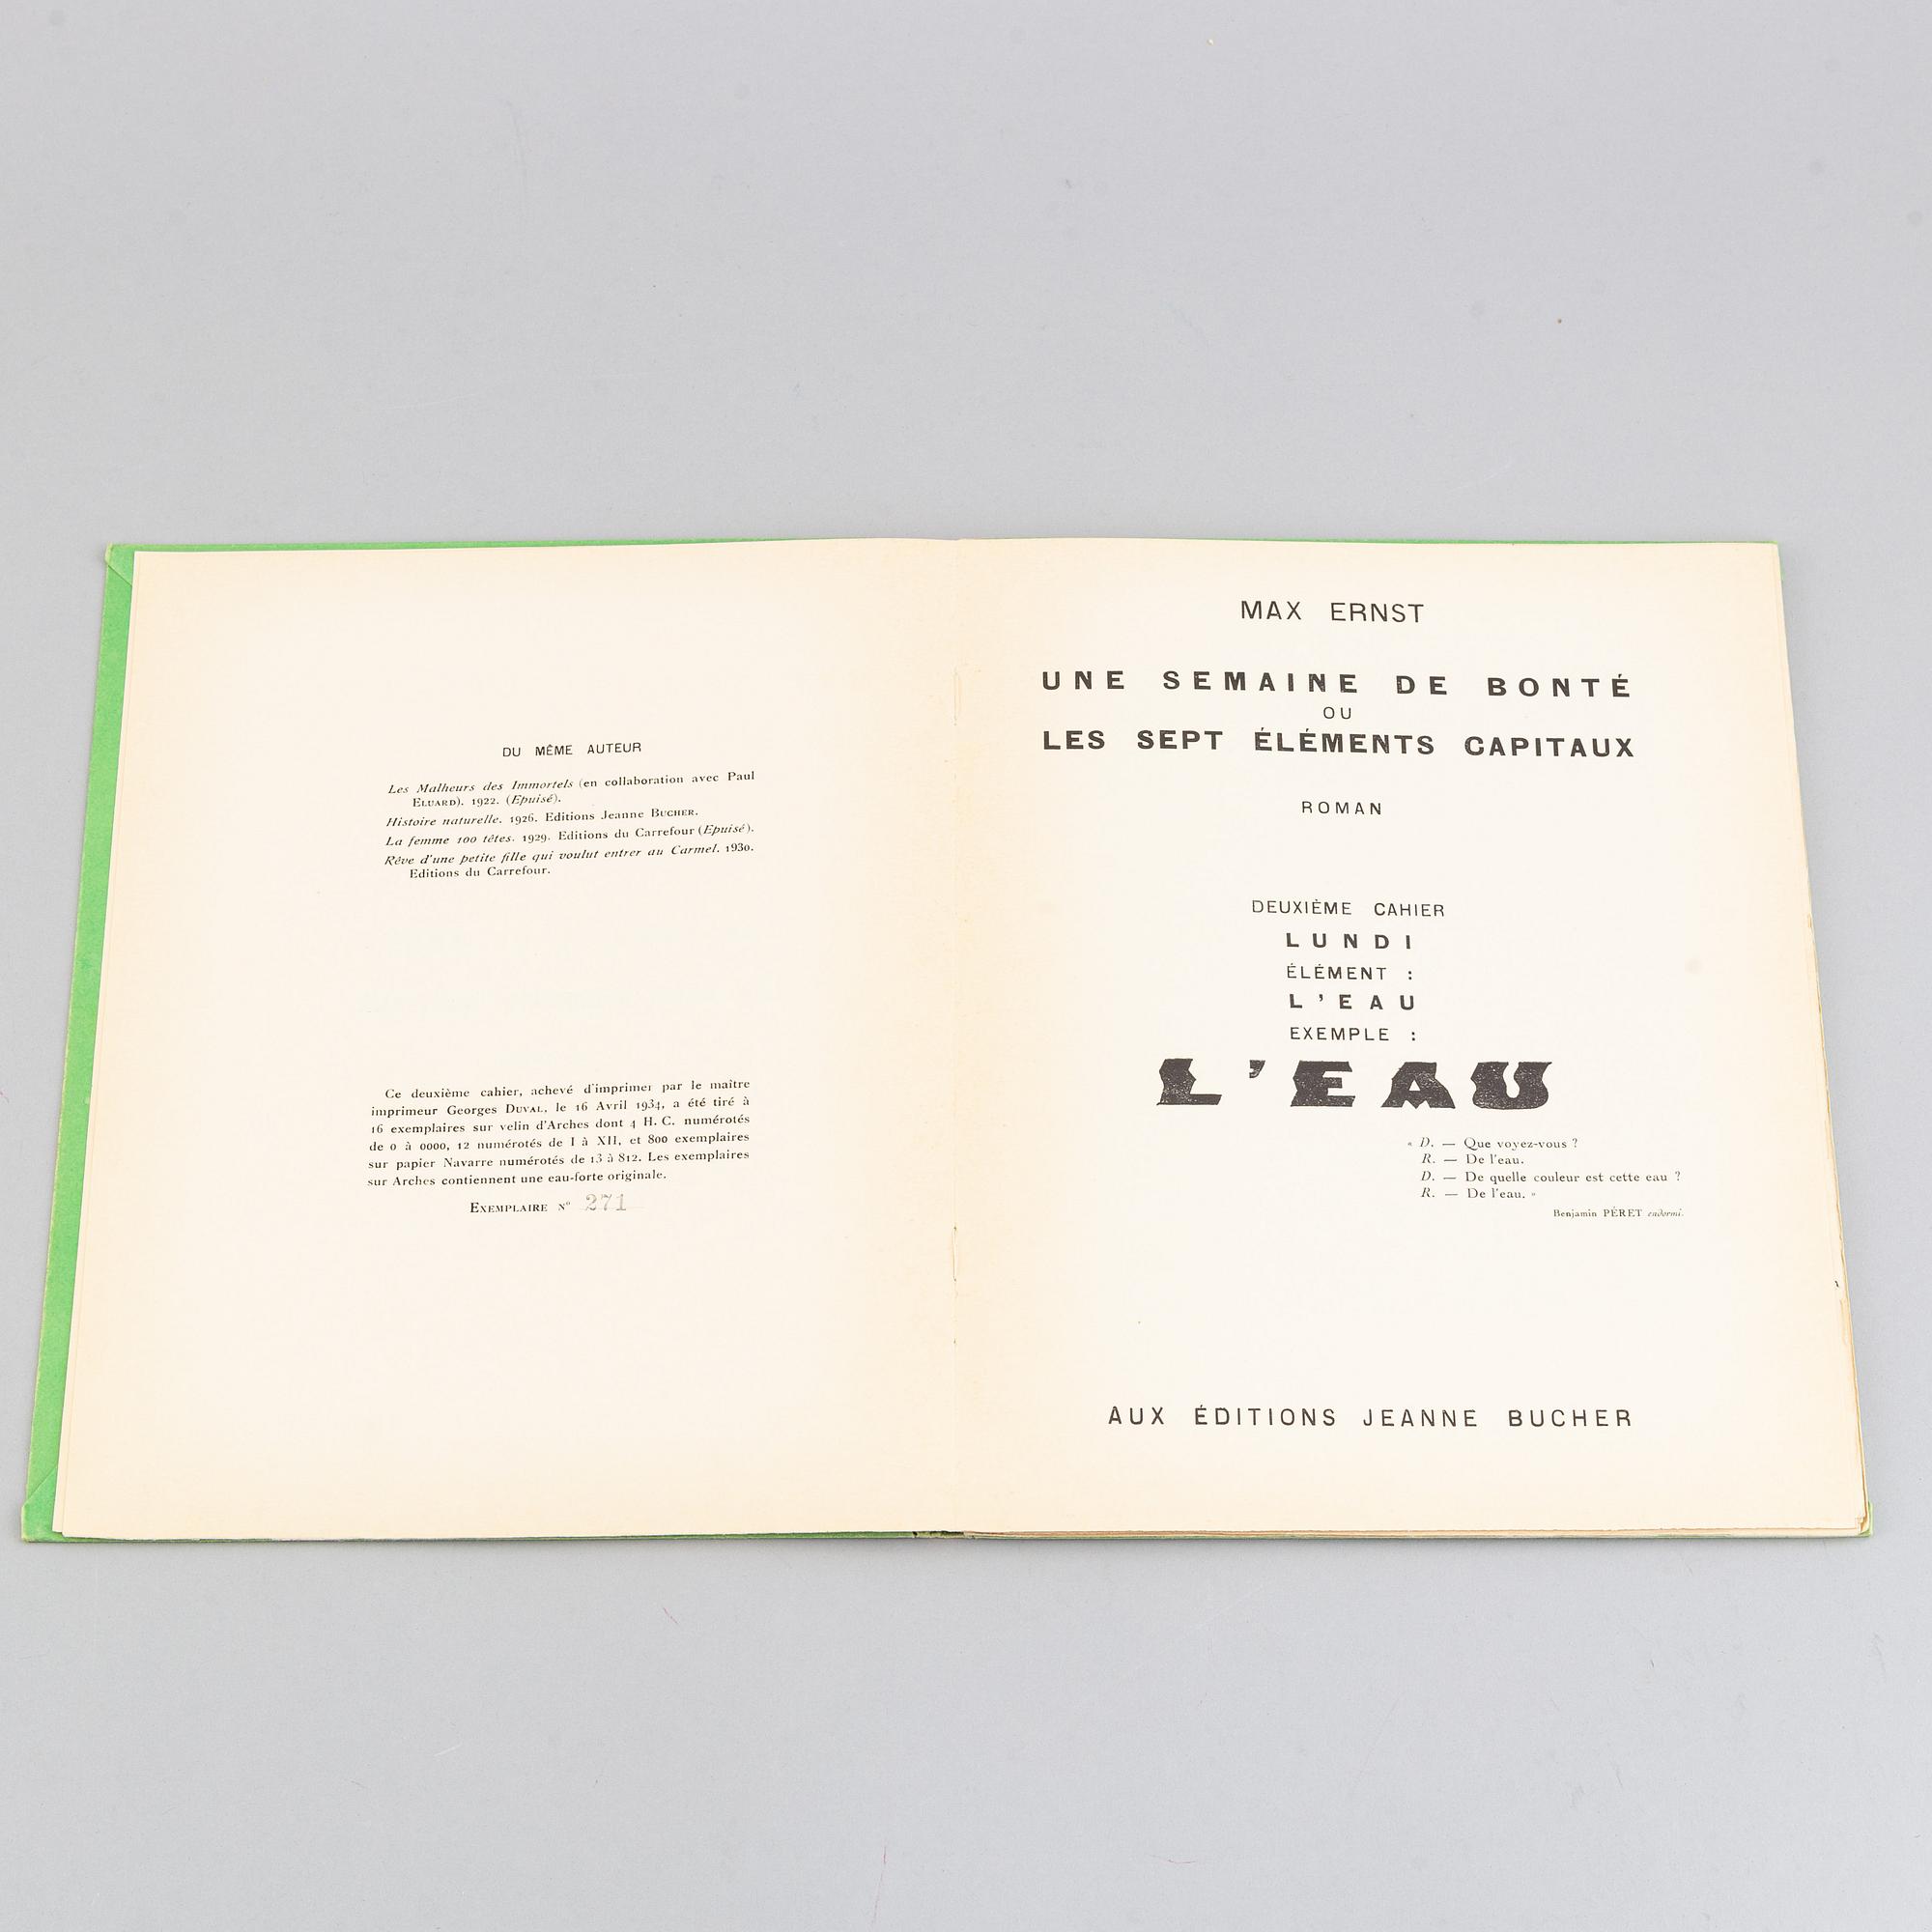 DU MÊME AUTEUR
Les Malheurs des Immortels (en collaboration avec Paul
ELUARD). 1922. (Epuisé).
Histoire naturelle. 1926. Editions Jeanne BUCHER.
La femme 100 têtes. 1929. Editions du Carrefour (Epuisé).
Rêve d'une petite fille qui voulut entrer au Carmel. 1930.
Editions du Carrefour.
Ce deuxième cahier, achevé d'imprimer par le maître
imprimeur Georges DUVAL, le 16 Avril 1934, a été tiré à
16 exemplaires sur velin d'Arches dont 4 H. C. numérotés
de 0 à 0000, 12 numérotés de I à XII, et 800 exemplaires
sur papier Navarre numérotés de 13 à 812. Les exemplaires
sur Arches contiennent une eau-forte originale.
EXEMPLAIRE N° 271
MAX ERNST
UNE SEMAINE DE BONTÉ
OU
LES SEPT ÉLÉMENTS CAPITAUX
ROMAN
DEUXIÈME CAHIER
LUNDI
ÉLÉMENT :
L'EAU
EXEMPLE :
L'EAU
« D. — Que voyez-vous ?
R. — De l'eau.
D. — De quelle couleur est cette eau ?
R. — De l'eau. »
Benjamin PÉRET endormi.
AUX ÉDITIONS JEANNE BUCHER